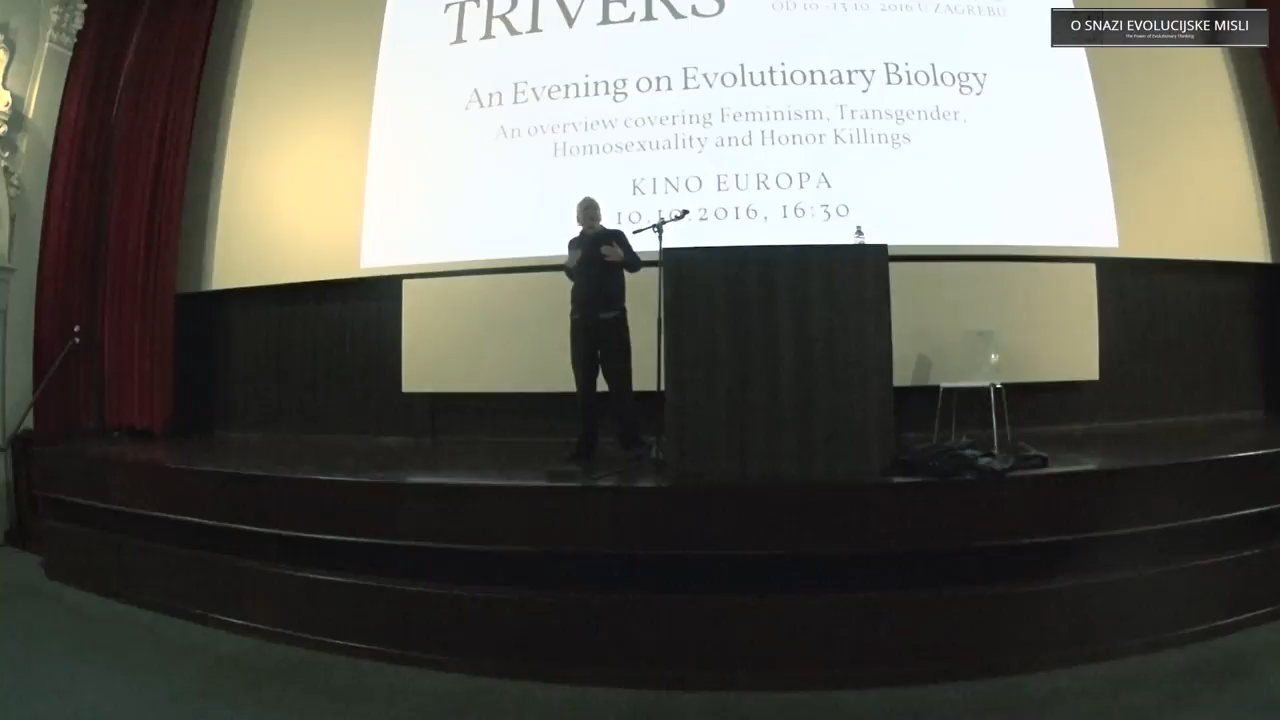 TRIVERS
OD 10.-13.10. 2016 U ZAGREBU
An Evening on Evolutionary Biology
An overview covering Feminism, Transgender,
Homosexuality and Honor Killings
KINO EUROPA
10.10.2016, 16:30
O SNAZI EVOLUCIJSKE MISLI
The Power of Evolutionary Thinking